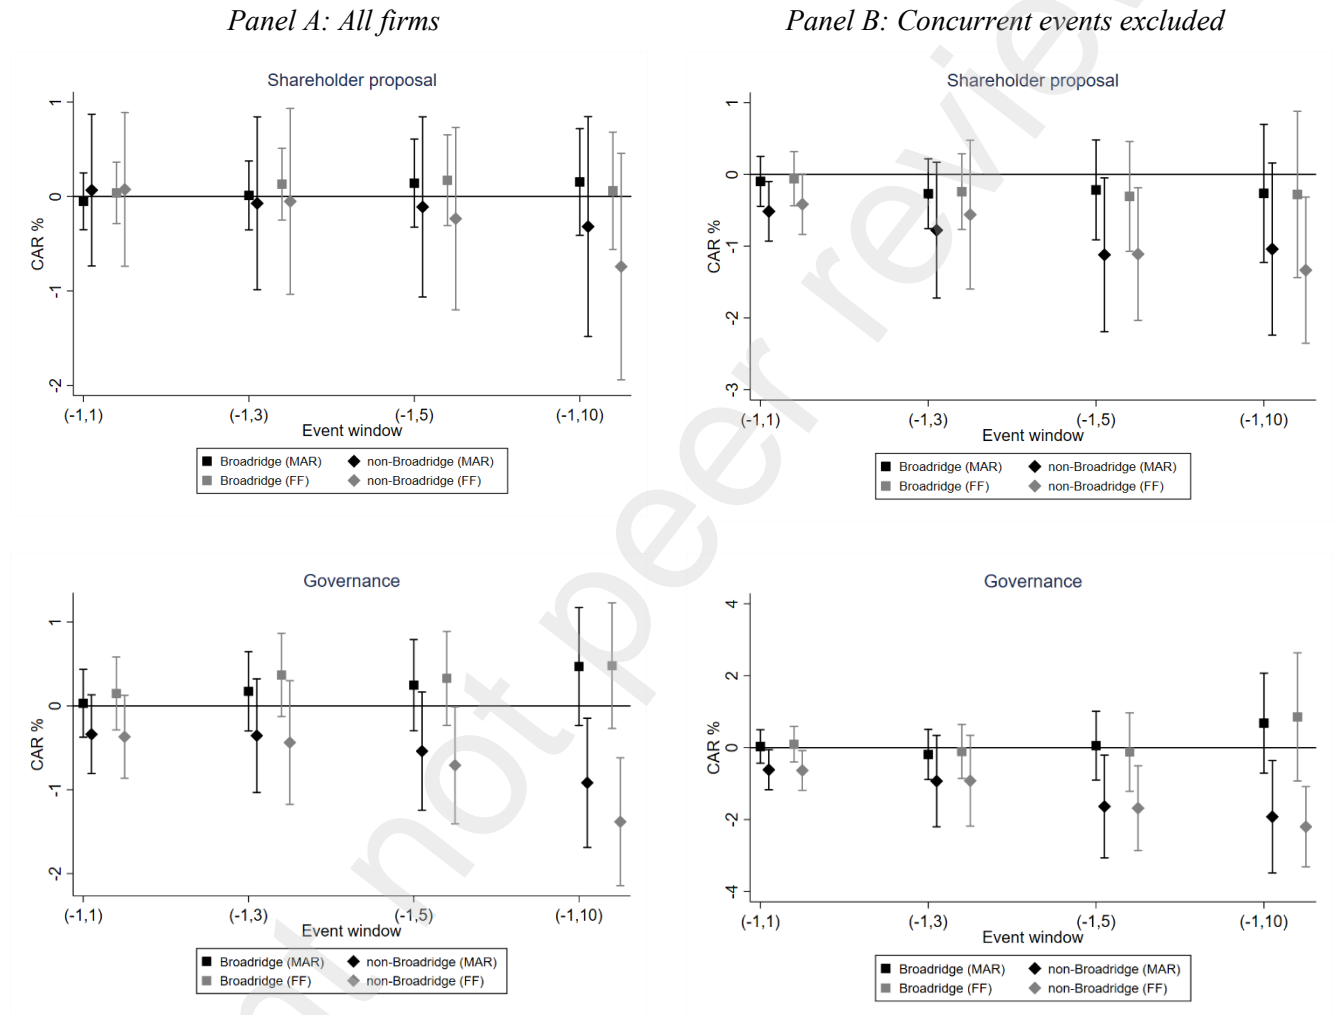 Panel A: All firms
Panel B: Concurrent events excluded
Shareholder proposal
CAR %
1
0
-1
-2
(-1,1) (-1,3) (-1,5) (-1,10)
Event window
Broadridge (MAR) non-Broadridge (MAR)
Broadridge (FF) non-Broadridge (FF)
Shareholder proposal
CAR %
1
0
-1
-2
-3
(-1,1) (-1,3) (-1,5) (-1,10)
Event window
Broadridge (MAR) non-Broadridge (MAR)
Broadridge (FF) non-Broadridge (FF)
Governance
CAR %
1
0
-1
-2
(-1,1) (-1,3) (-1,5) (-1,10)
Event window
Broadridge (MAR) non-Broadridge (MAR)
Broadridge (FF) non-Broadridge (FF)
Governance
CAR %
4
2
0
-2
-4
(-1,1) (-1,3) (-1,5) (-1,10)
Event window
Broadridge (MAR) non-Broadridge (MAR)
Broadridge (FF) non-Broadridge (FF)
not peer review